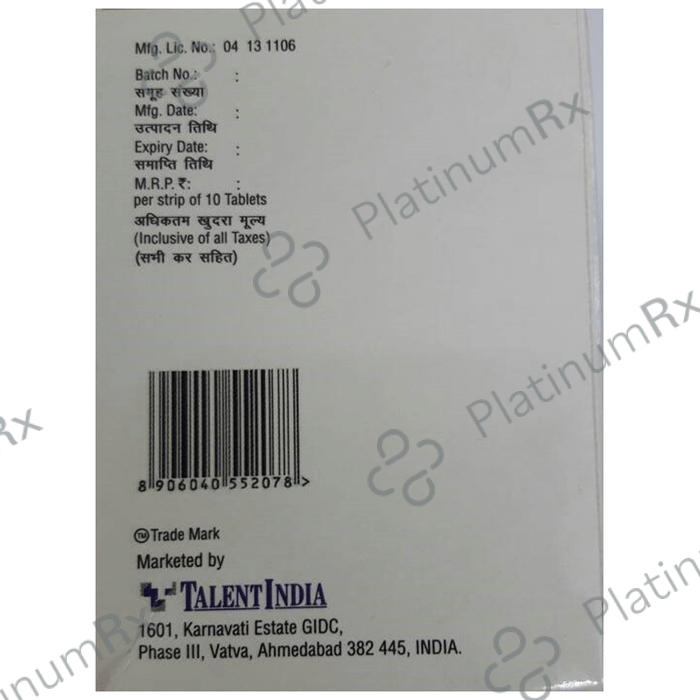 Mfg. Lic. No.: 04 13 1106
Batch No.: :
समूह संख्या
Mfg. Date: :
उत्पादन तिथि
Expiry Date: :
समाप्ति तिथि
M.R.P. ₹: :
per strip of 10 Tablets
अधिकतम खुदरा मूल्य
(Inclusive of all Taxes)
(सभी कर सहित)
8 906040 552078 >
TM Trade Mark
Marketed by
TALENTINDIA
1601, Karnavati Estate GIDC,
Phase III, Vatva, Ahmedabad 382 445, INDIA.
PlatinumRx
PlatinumRx
PlatinumRx
PlatinumRx